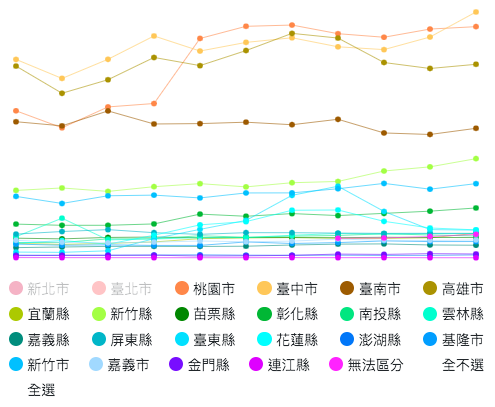 新北市 臺北市 桃園市 臺中市 臺南市 高雄市
宜蘭縣 新竹縣 苗栗縣 彰化縣 南投縣 雲林縣
嘉義縣 屏東縣 臺東縣 花蓮縣 澎湖縣 基隆市
新竹市 嘉義市 金門縣 連江縣 無法區分 全不選
全選